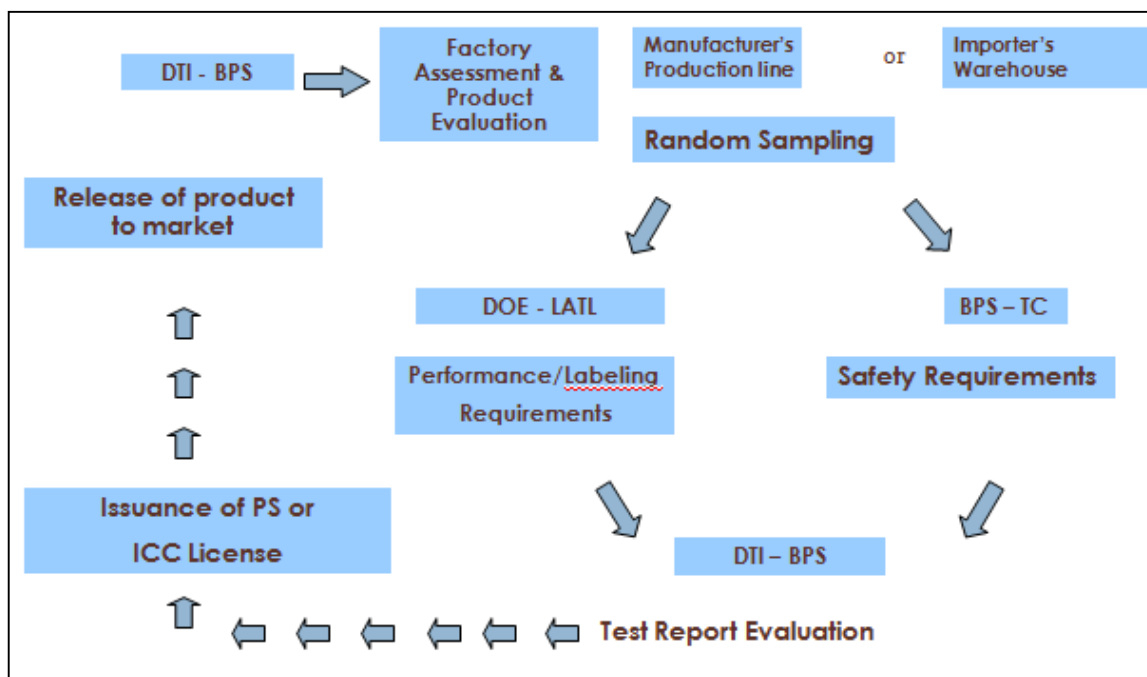 DTI - BPS
Factory
Assessment &
Product
Evaluation
Manufacturer's
Production line
or
Importer's
Warehouse
Random Sampling
Release of product
to market
DOE - LATL
BPS – TC
Performance/Labeling
Requirements
Safety Requirements
Issuance of PS or
ICC License
DTI – BPS
Test Report Evaluation